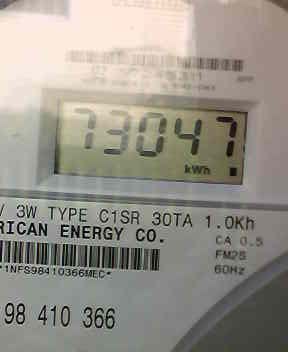 73047
kWh
/ 3W TYPE C1SR 30TA 1.0Kh
RICAN ENERGY CO.
CA 0.5
FM2S
60Hz
*1NFS98410366MEC*
98 410 366